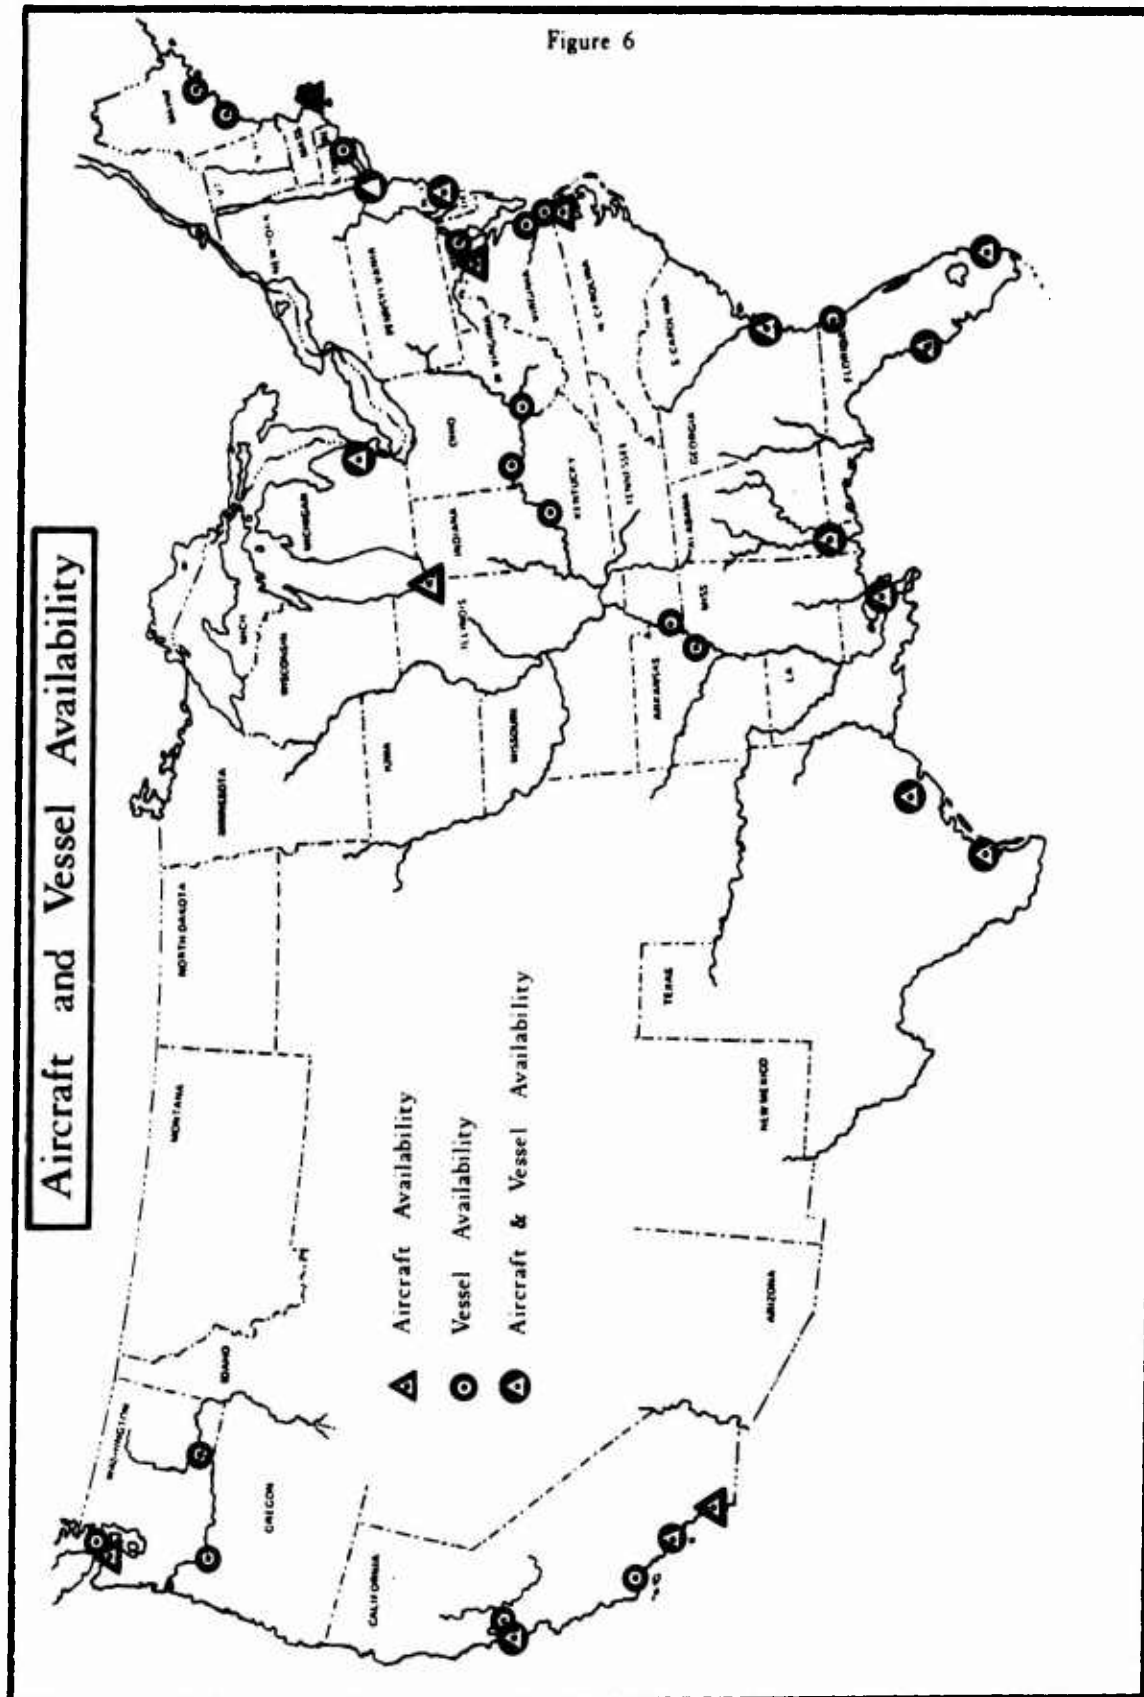 Figure 6
Aircraft and Vessel Availability
Aircraft Availability
Vessel Availability
Aircraft & Vessel Availability
WASHINGTON
OREGON
CALIFORNIA
IDAHO
MONTANA
ARIZONA
NEW MEXICO
NORTH DAKOTA
TEXAS
MINNESOTA
IOWA
MISSOURI
ARKANSAS
LA
WISCONSIN
MICH
ILLINOIS
MISS
MICHIGAN
INDIANA
KENTUCKY
TENNESSEE
ALABAMA
OHIO
GEORGIA
FLORIDA
W VIRGINIA
VIRGINIA
N CAROLINA
S CAROLINA
PENNSYLVANIA
NEW YORK
MASS
MAINE